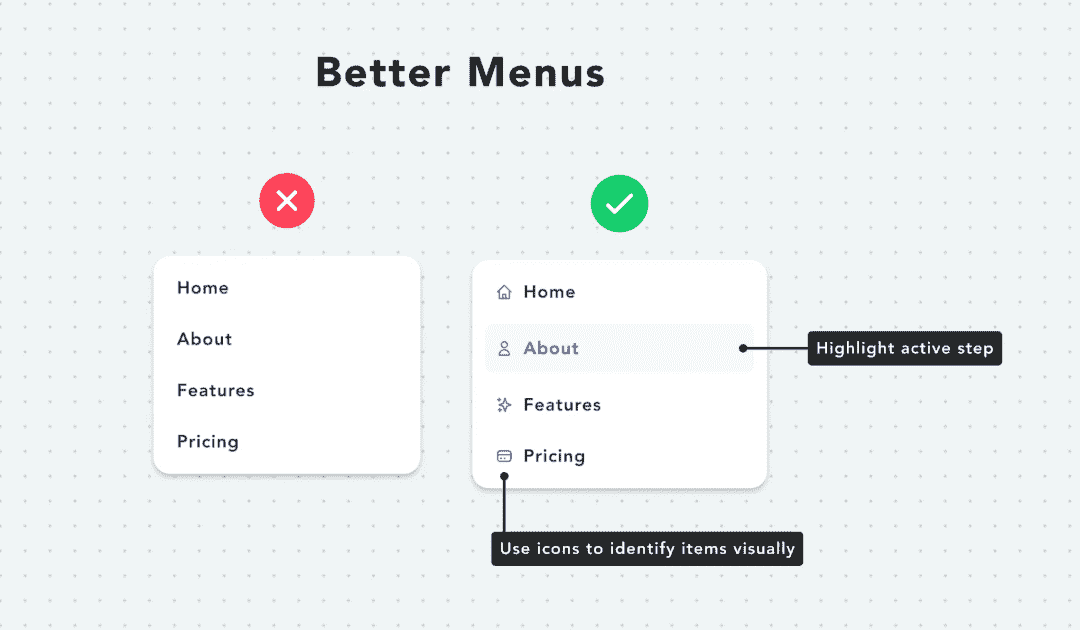 Better Menus
Home
About
Features
Pricing
Home
About
Features
Pricing
Highlight active step
Use icons to identify items visually